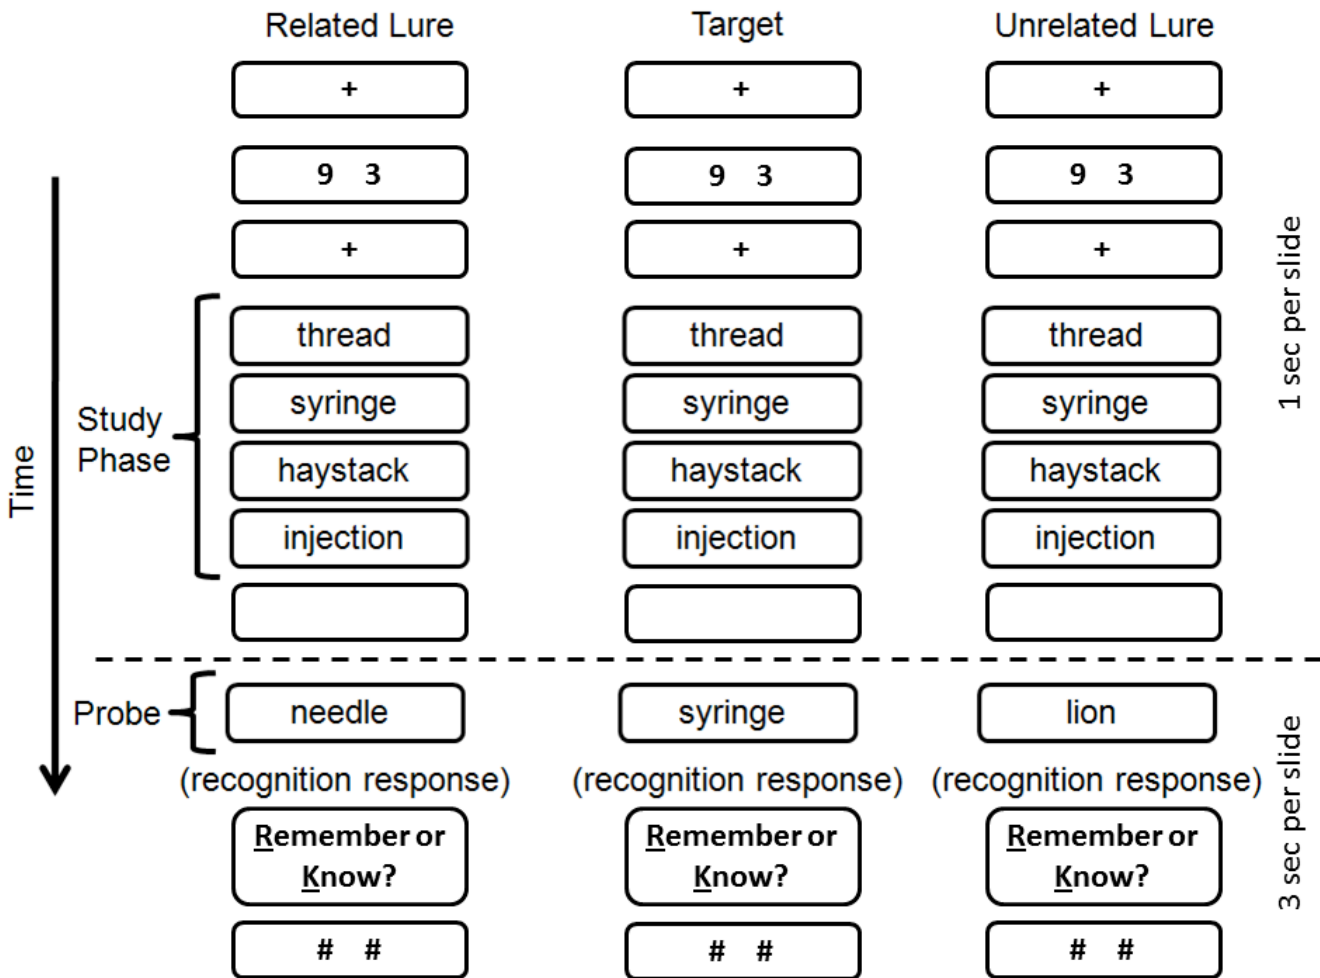 Related Lure Target Unrelated Lure
+ + +
9 3 9 3 9 3
+ + +
thread thread thread
syringe syringe syringe
haystack haystack haystack
injection injection injection
Study
Phase
Time
1 sec per slide
Probe
needle syringe lion
(recognition response) (recognition response) (recognition response)
Remember or Remember or Remember or
Know? Know? Know?
# # # # # #
3 sec per slide